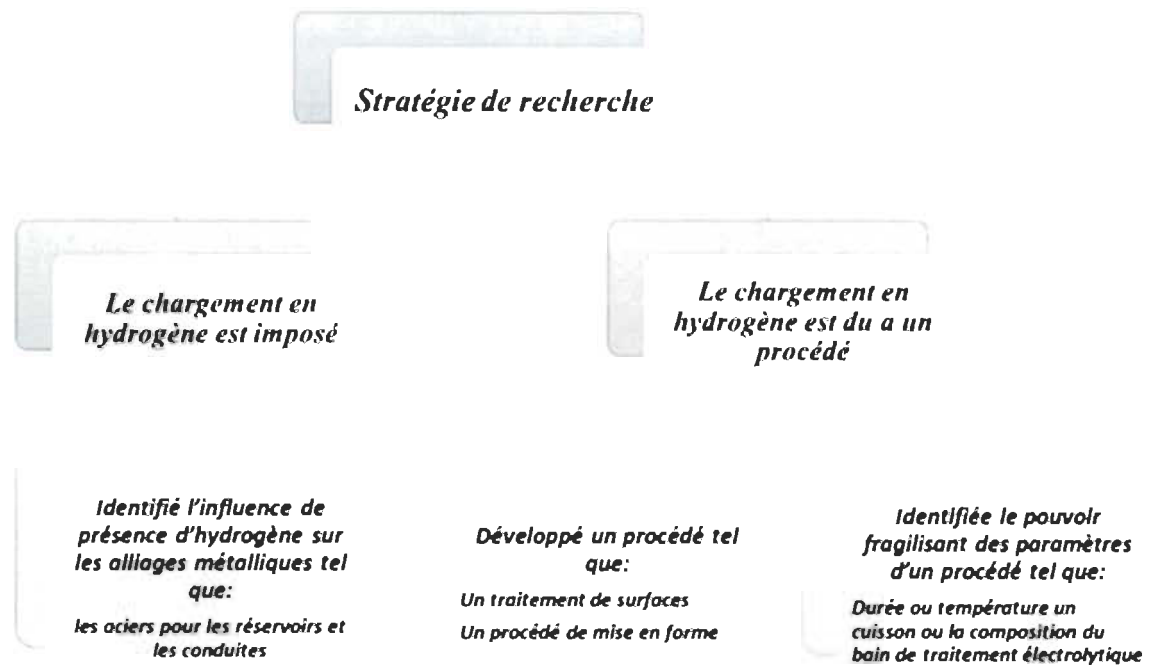 Stratégie de recherche
Le chargement en
hydrogène est imposé
Le chargement en
hydrogène est du a un
procédé
Identifié l'influence de
présence d'hydrogène sur
les alliages métalliques tel
que:
les aciers pour les réservoirs et
les conduites
Développé un procédé tel
que:
Un traitement de surfaces
Un procédé de mise en forme
Identifiée le pouvoir
fragilisant des paramètres
d'un procédé tel que:
Durée ou température un
cuisson ou la composition du
bain de traitement électrolytique